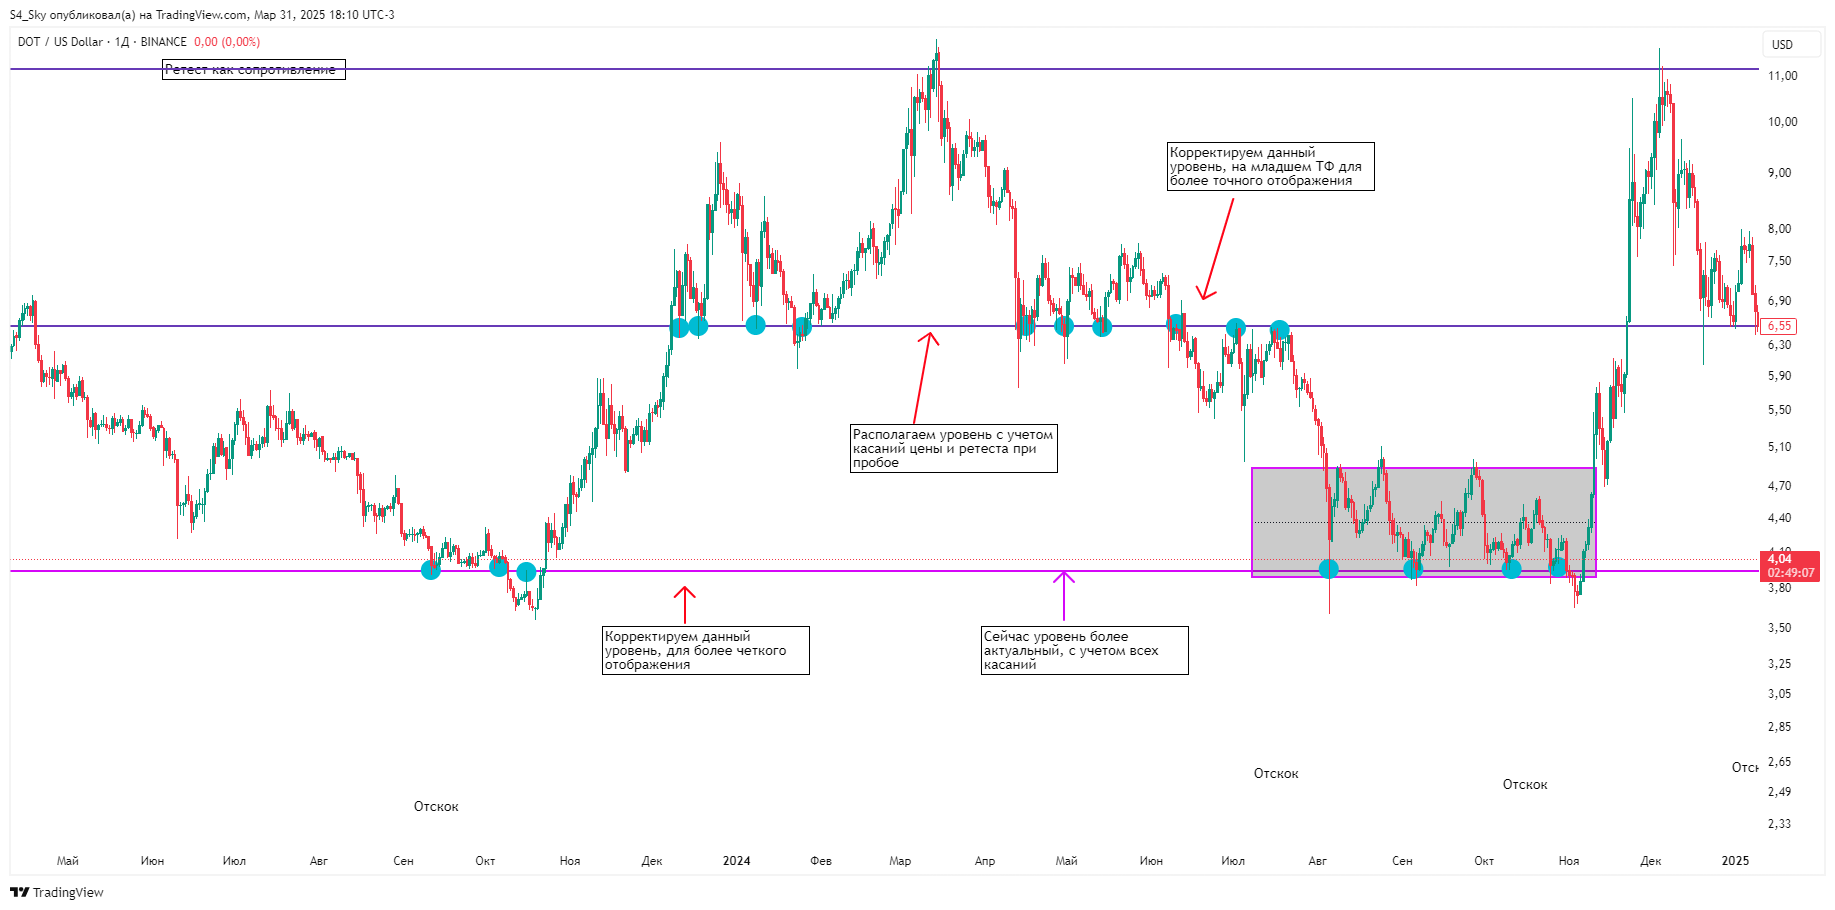 S4_Sky опубликовал(а) на TradingView.com, Мар 31, 2025 18:10 UTC-3
DOT / US Dollar · 1Д · BINANCE 0,00 (0,00%)
USD
Ретест как сопротивление
11,00
10,00
Корректируем данный
уровень, на младшем ТФ для
более точного отображения
9,00
8,00
7,50
6,90
6,55
6,30
5,90
5,50
Располагаем уровень с учетом
касаний цены и ретеста при
пробое
5,10
4,70
4,40
4,10
4,04
02:49:07
3,80
3,50
Корректируем данный
уровень, для более четкого
отображения
Сейчас уровень более
актуальный, с учетом всех
касаний
3,25
3,05
2,85
2,65
Отскок
Отскок
Отск
2,49
Отскок
2,33
Май Июн Июл Авг Сен Окт Ноя Дек 2024 Фев Мар Апр Май Июн Июл Авг Сен Окт Ноя Дек 2025
TradingView